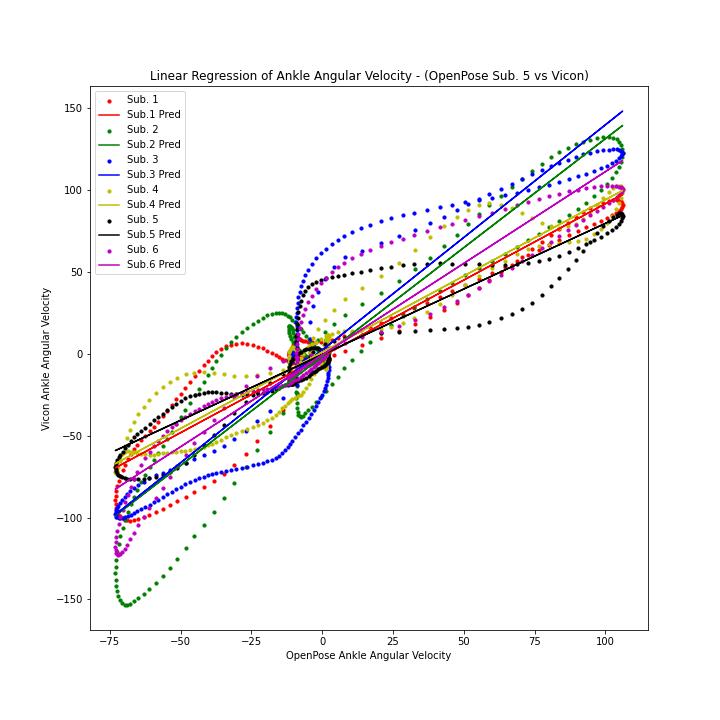 Linear Regression of Ankle Angular Velocity - (OpenPose Sub. 5 vs Vicon)
Sub. 1
Sub.1 Pred
Sub. 2
Sub.2 Pred
Sub. 3
Sub.3 Pred
Sub. 4
Sub.4 Pred
Sub. 5
Sub.5 Pred
Sub. 6
Sub.6 Pred
150
100
50
0
−50
−100
−150
Vicon Ankle Angular Velocity
−75 −50 −25 0 25 50 75 100
OpenPose Ankle Angular Velocity